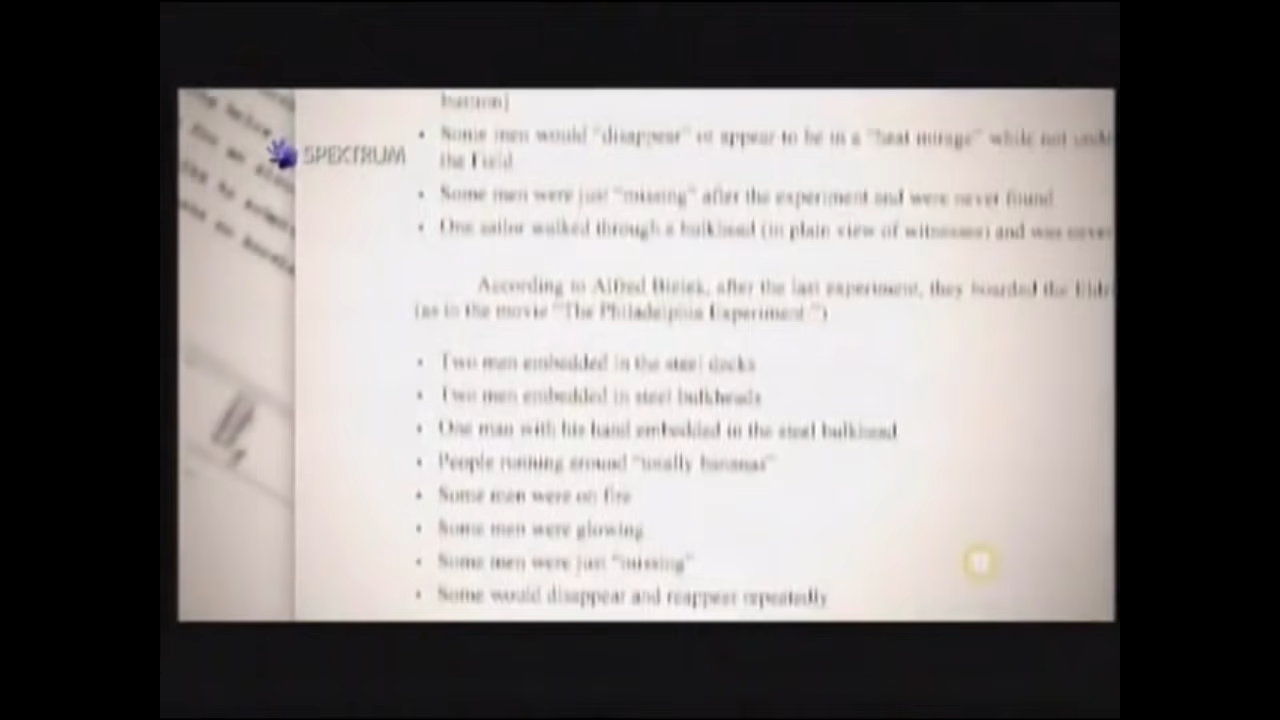 SPEKTRUM
• Some men would "disappear" or appear to be in a "heat mirage" while not
the Field
• Some men were just "missing" after the experiment and were never found
• One sailor walked through a bulkhead (in plain view of witnesses) and was never
According to Alfred Bielek, after the last experiment, they boarded the
(as in the movie "The Philadelphia Experiment.")
• Two men embedded in the steel decks
• Two men embedded in steel bulkheads
• One man with his hand embedded in the steel bulkhead
• People running around "totally bananas"
• Some men were on fire
• Some men were glowing
• Some men were just "missing"
• Some would disappear and reappear repeatedly